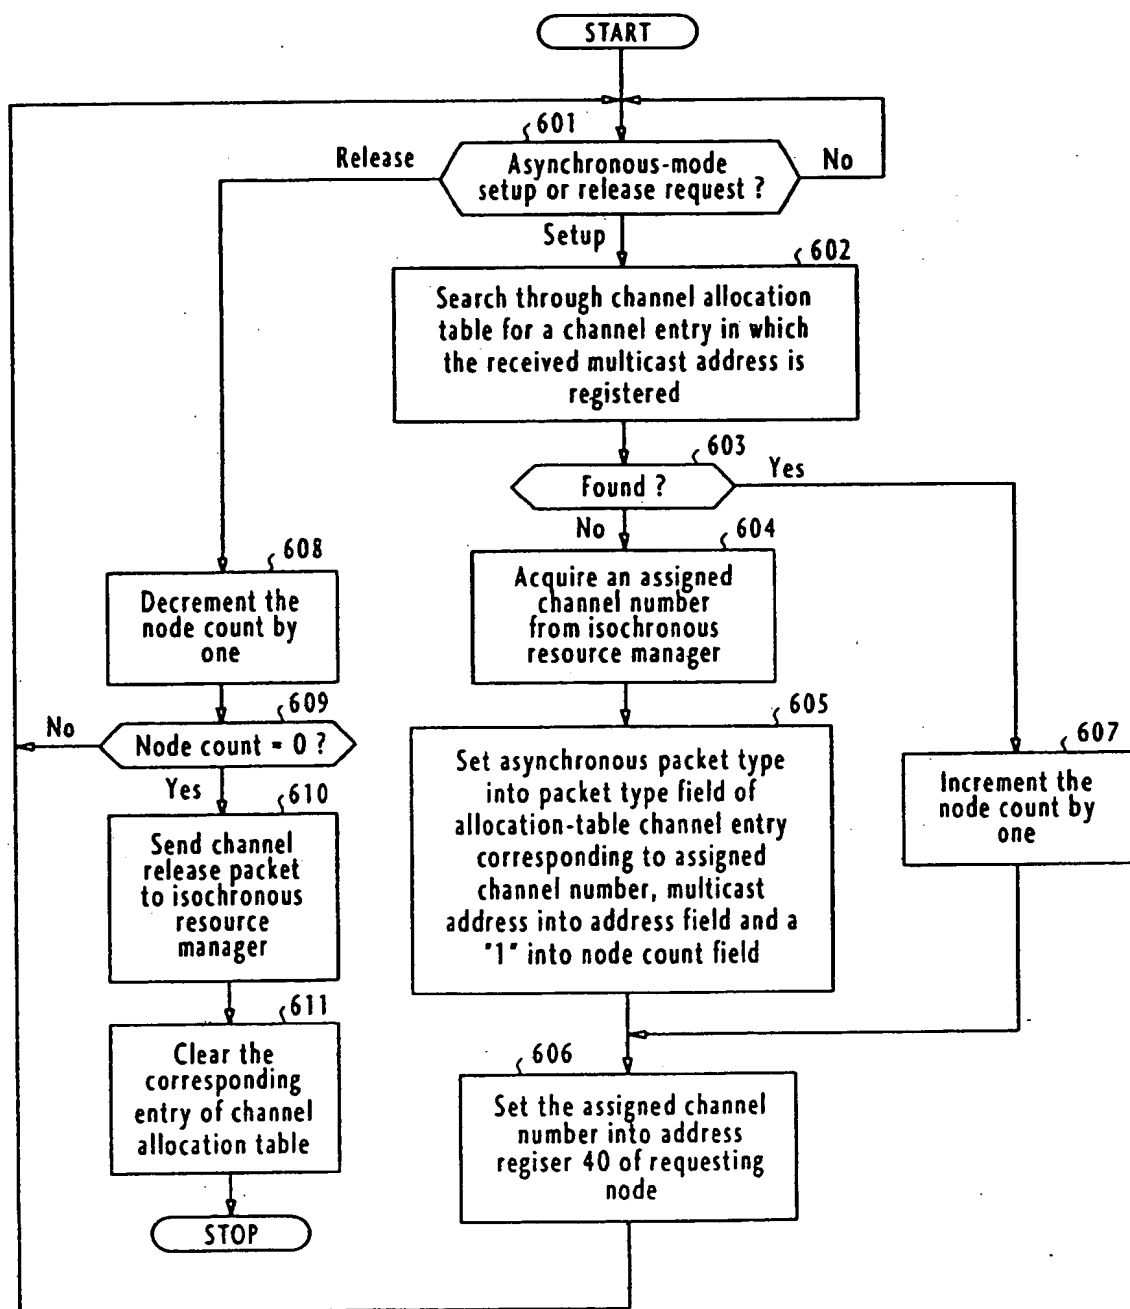 START
601
Release
Asynchronous-mode
setup or release request ?
No
Setup
602
Search through channel allocation
table for a channel entry in which
the received multicast address is
registered
603
Found ?
Yes
No
604
Acquire an assigned
channel number
from isochronous
resource manager
605
Set asynchronous packet type
into packet type field of
allocation-table channel entry
corresponding to assigned
channel number, multicast
address into address field and a
"1" into node count field
607
Increment the
node count by
one
606
Set the assigned channel
number into address
regiser 40 of requesting
node
608
Decrement the
node count by
one
609
No
Node count = 0 ?
Yes
610
Send channel
release packet
to isochronous
resource
manager
611
Clear the
corresponding
entry of channel
allocation table
STOP